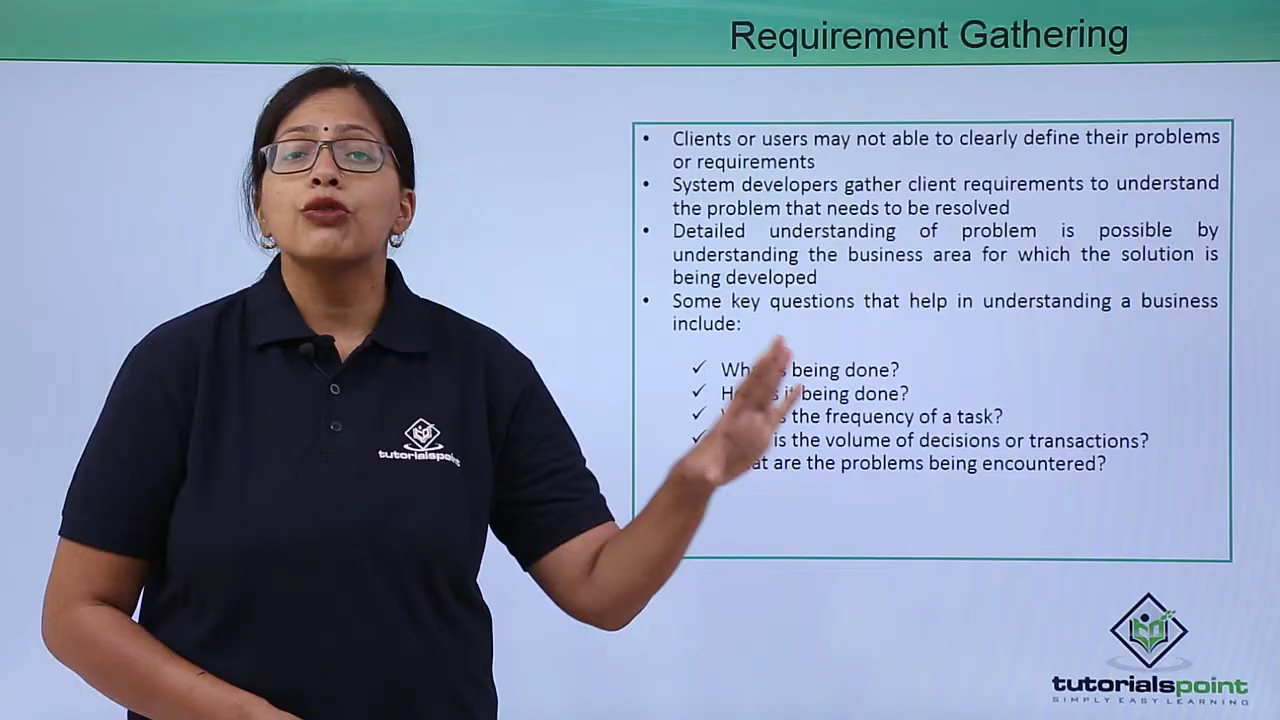 Requirement Gathering
• Clients or users may not able to clearly define their problems
or requirements
• System developers gather client requirements to understand
the problem that needs to be resolved
• Detailed understanding of problem is possible by
understanding the business area for which the solution is
being developed
• Some key questions that help in understanding a business
include:
✓ being done?
✓ being done?
✓ the frequency of a task?
✓ is the volume of decisions or transactions?
are the problems being encountered?
tutorialspoint
tutorialspoint
SIMPLY EASY LEARNING